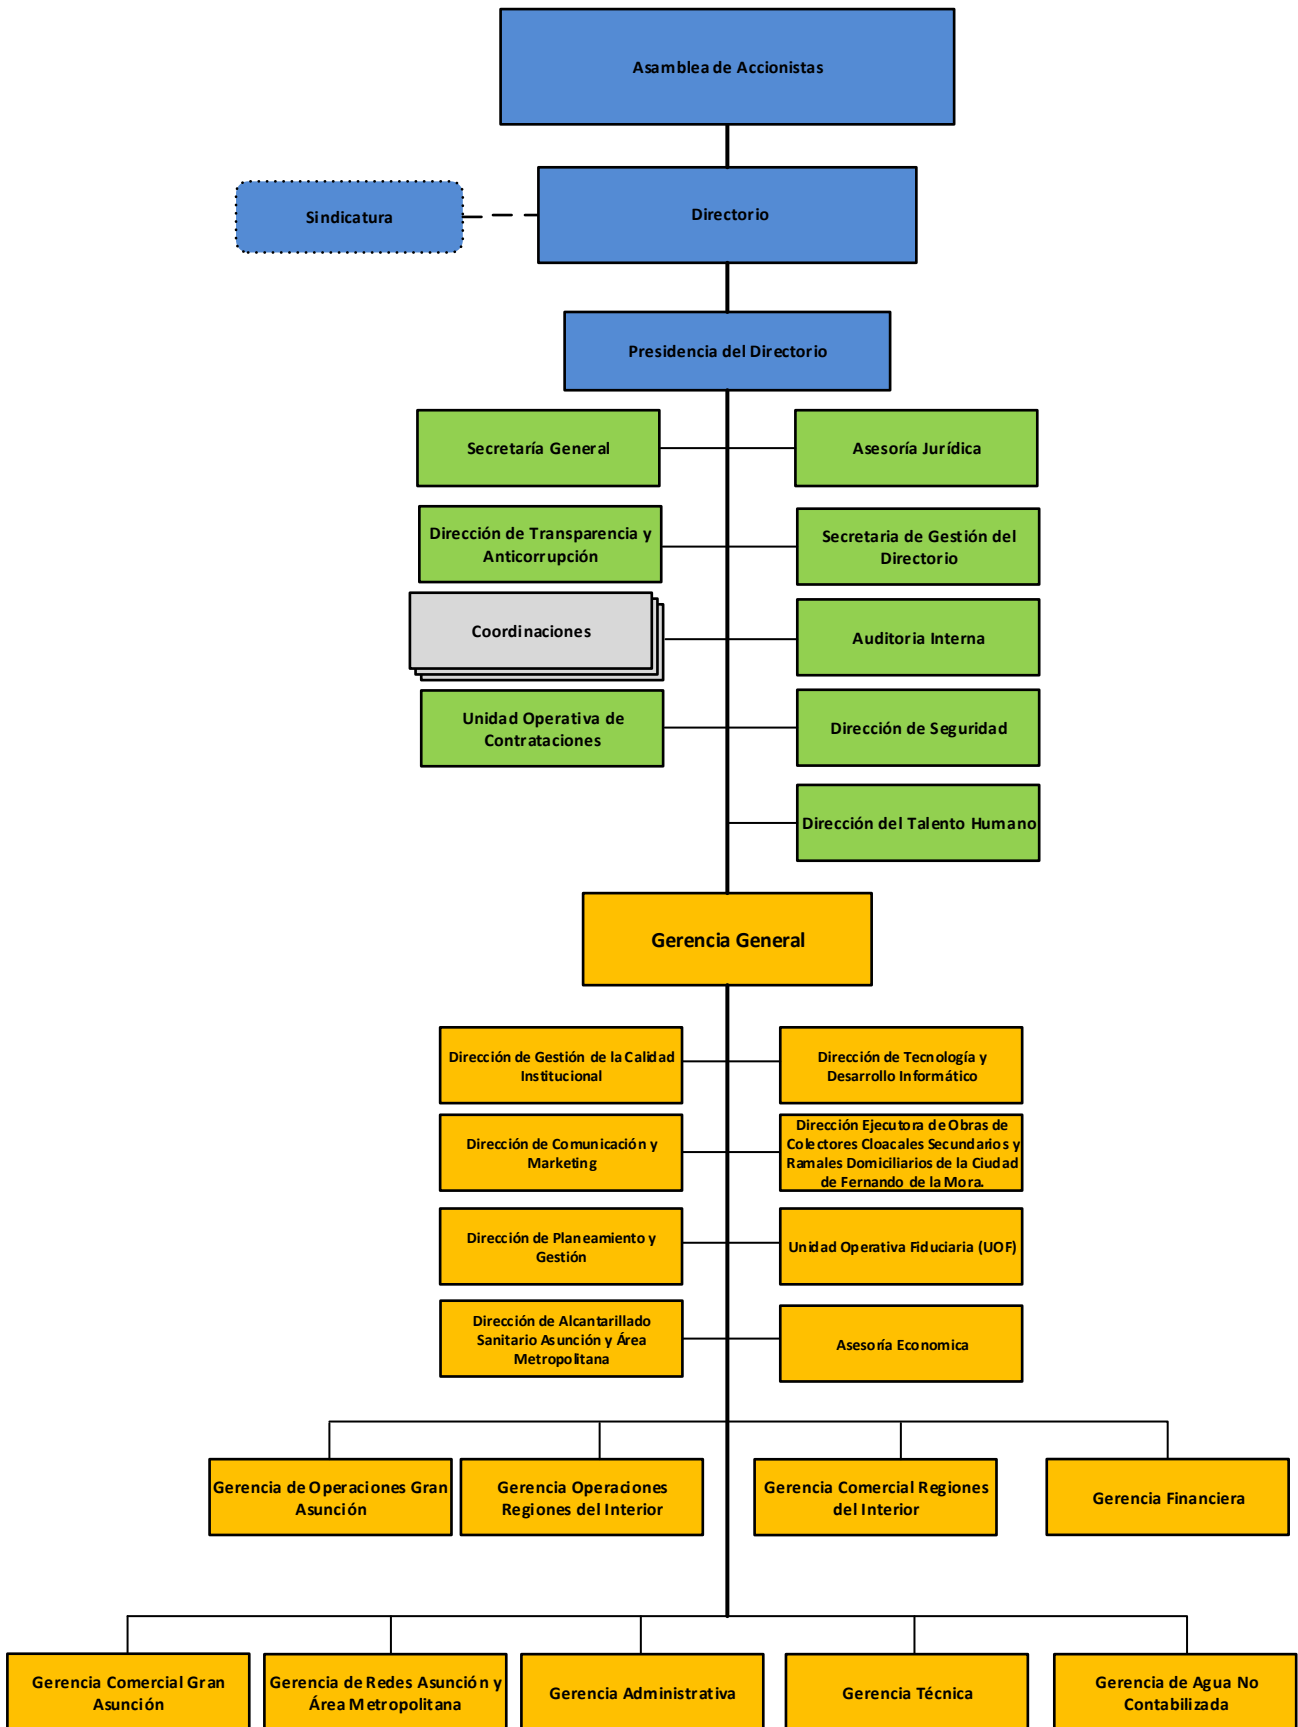 Asamblea de Accionistas
Sindicatura
Directorio
Presidencia del Directorio
Secretaría General
Asesoría Jurídica
Dirección de Transparencia y
Anticorrupción
Secretaria de Gestión del
Directorio
Coordinaciones
Auditoria Interna
Unidad Operativa de
Contrataciones
Dirección de Seguridad
Dirección del Talento Humano
Gerencia General
Dirección de Gestión de la Calidad
Institucional
Dirección de Tecnología y
Desarrollo Informático
Dirección de Comunicación y
Marketing
Dirección Ejecutora de Obras de
Colectores Cloacales Secundarios y
Ramales Domiciliarios de la Ciudad
de Fernando de la Mora.
Dirección de Planeamiento y
Gestión
Unidad Operativa Fiduciaria (UOF)
Dirección de Alcantarillado
Sanitario Asunción y Área
Metropolitana
Asesoría Economica
Gerencia de Operaciones Gran
Asunción
Gerencia Operaciones
Regiones del Interior
Gerencia Comercial Regiones
del Interior
Gerencia Financiera
Gerencia Comercial Gran
Asunción
Gerencia de Redes Asunción y
Área Metropolitana
Gerencia Administrativa
Gerencia Técnica
Gerencia de Agua No
Contabilizada